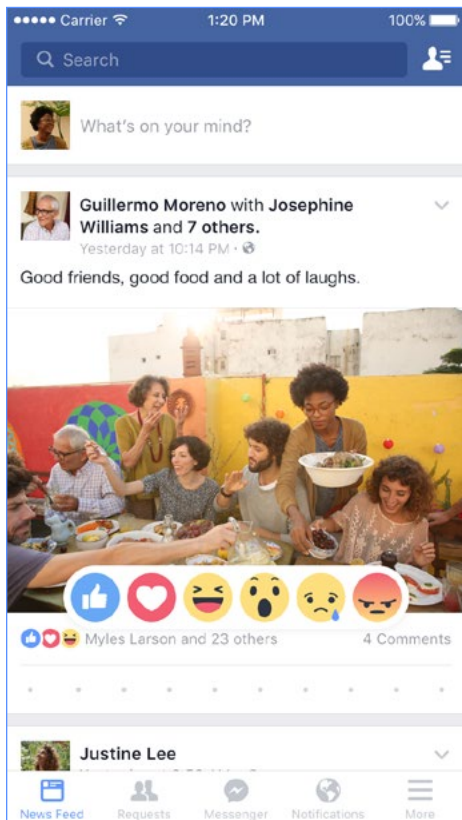 Carrier 1:20 PM 100%
Search
What's on your mind?
Guillermo Moreno with Josephine
Williams and 7 others.
Yesterday at 10:14 PM ·
Good friends, good food and a lot of laughs.
Myles Larson and 23 others 4 Comments
Justine Lee
News Feed Requests Messenger Notifications More